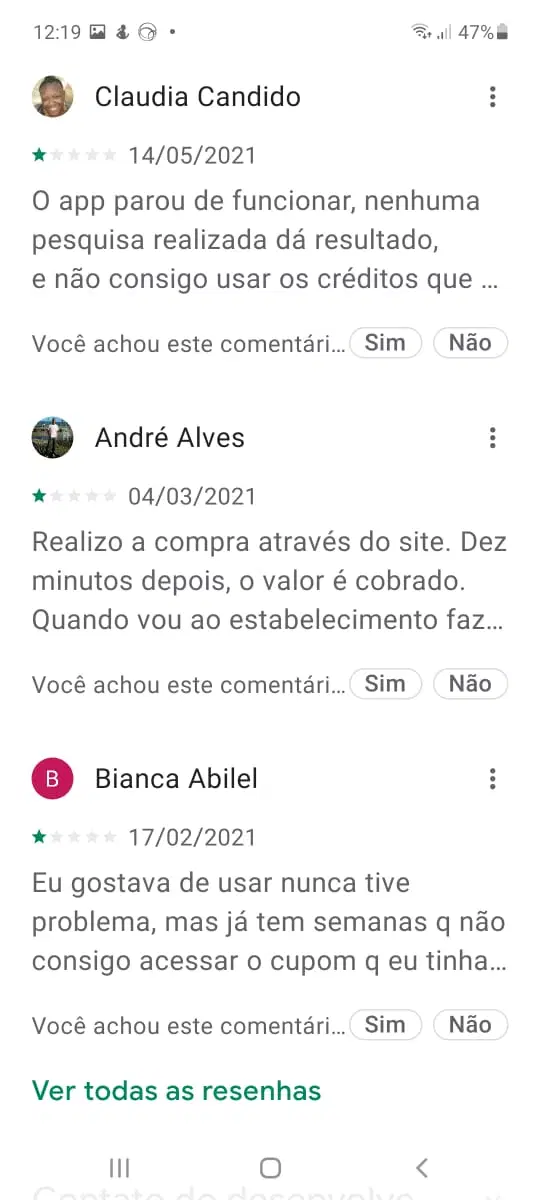 12:19
47%
Claudia Candido
14/05/2021
O app parou de funcionar, nenhuma
pesquisa realizada dá resultado,
e não consigo usar os créditos que ...
Você achou este comentári... Sim Não
André Alves
04/03/2021
Realizo a compra através do site. Dez
minutos depois, o valor é cobrado.
Quando vou ao estabelecimento faz...
Você achou este comentári... Sim Não
B Bianca Abilel
17/02/2021
Eu gostava de usar nunca tive
problema, mas já tem semanas q não
consigo acessar o cupom q eu tinha...
Você achou este comentári... Sim Não
Ver todas as resenhas